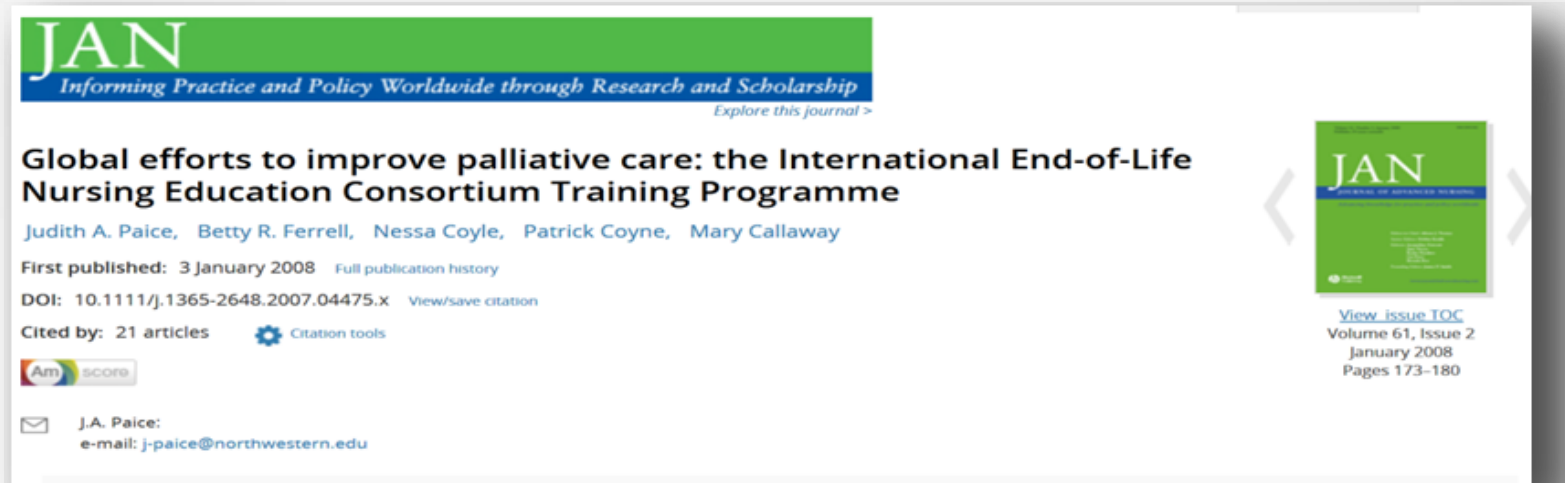 JAN
Informing Practice and Policy Worldwide through Research and Scholarship
Explore this journal >
Global efforts to improve palliative care: the International End-of-Life
Nursing Education Consortium Training Programme
Judith A. Paice, Betty R. Ferrell, Nessa Coyle, Patrick Coyne, Mary Callaway
First published: 3 January 2008 Full publication history
DOI: 10.1111/j.1365-2648.2007.04475.x View/save citation
Cited by: 21 articles Citation tools
Am score
J.A. Paice:
e-mail: j-paice@northwestern.edu
JAN
JOURNAL OF ADVANCED NURSING
View issue TOC
Volume 61, Issue 2
January 2008
Pages 173–180